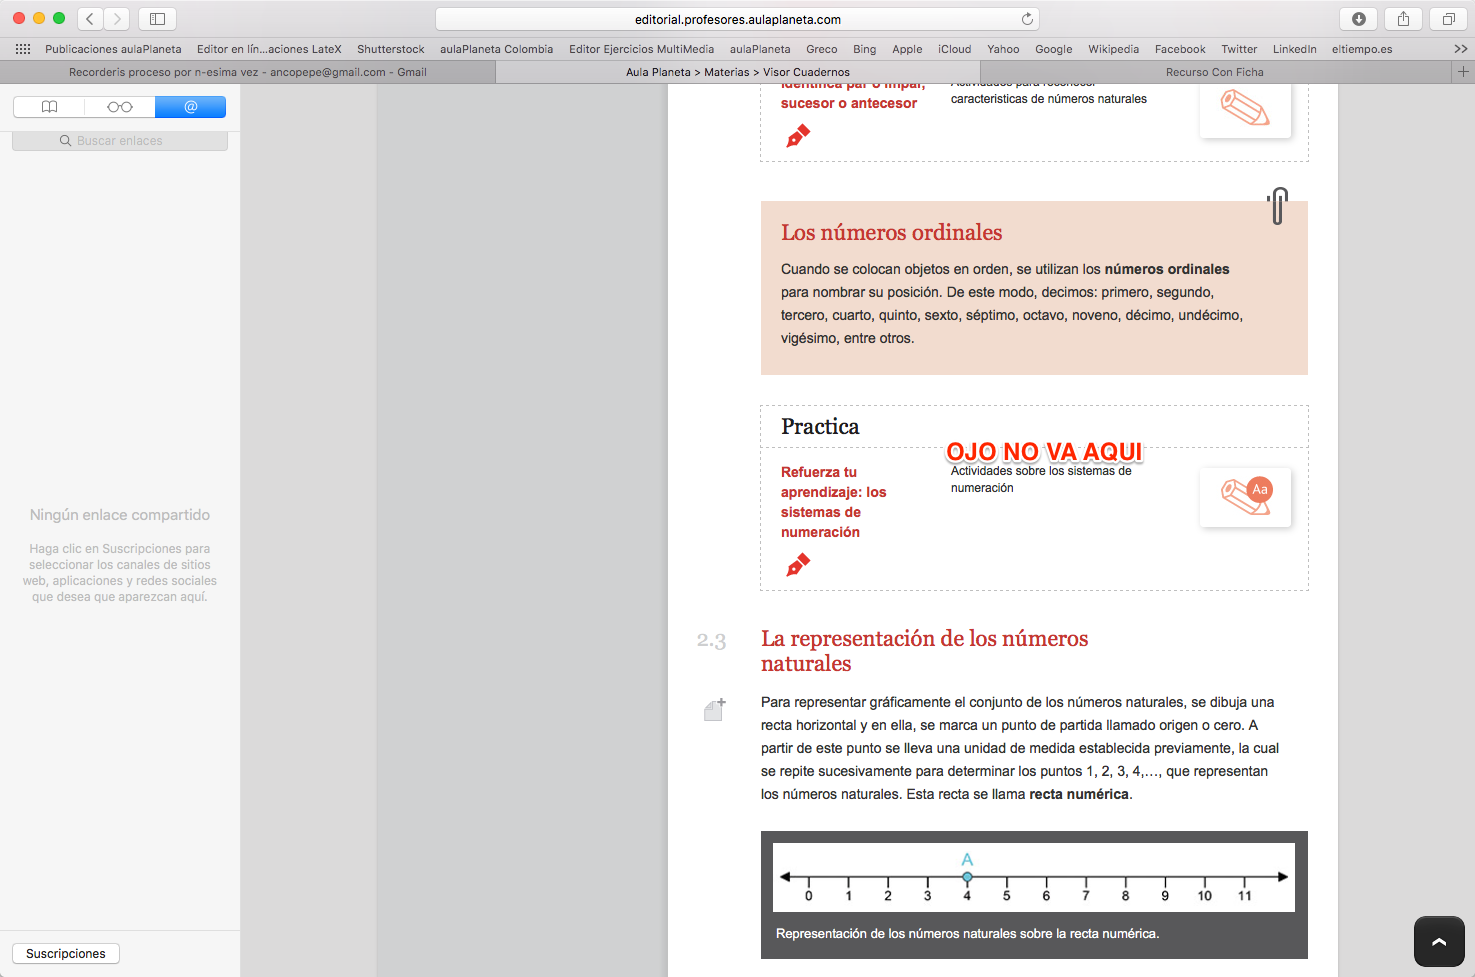 editorial.profesores.aulaplaneta.com
Publicaciones aulaPlaneta Editor en lín...aciones LateX Shutterstock aulaPlaneta Colombia Editor Ejercicios MultiMedia aulaPlaneta Greco Bing Apple iCloud Yahoo Google Wikipedia Facebook Twitter LinkedIn eltiempo.es >>
Recorderis proceso por n-esima vez - ancopepe@gmail.com - Gmail
Aula Planeta > Materias > Visor Cuadernos
Recurso Con Ficha
@
Buscar enlaces
Ningún enlace compartido
Haga clic en Suscripciones para
seleccionar los canales de sitios
web, aplicaciones y redes sociales
que desea que aparezcan aquí.
Suscripciones
Identifica par o impar,
sucesor o antecesor
Actividades para reconocer
caracteristicas de números naturales
Los números ordinales
Cuando se colocan objetos en orden, se utilizan los números ordinales
para nombrar su posición. De este modo, decimos: primero, segundo,
tercero, cuarto, quinto, sexto, séptimo, octavo, noveno, décimo, undécimo,
vigésimo, entre otros.
Practica
OJO NO VA AQUI
Refuerza tu
aprendizaje: los
sistemas de
numeración
Actividades sobre los sistemas de
numeración
Aa
2.3
La representación de los números
naturales
Para representar gráficamente el conjunto de los números naturales, se dibuja una
recta horizontal y en ella, se marca un punto de partida llamado origen o cero. A
partir de este punto se lleva una unidad de medida establecida previamente, la cual
se repite sucesivamente para determinar los puntos 1, 2, 3, 4,..., que representan
los números naturales. Esta recta se llama recta numérica.
A
0 1 2 3 4 5 6 7 8 9 10 11
Representación de los números naturales sobre la recta numérica.